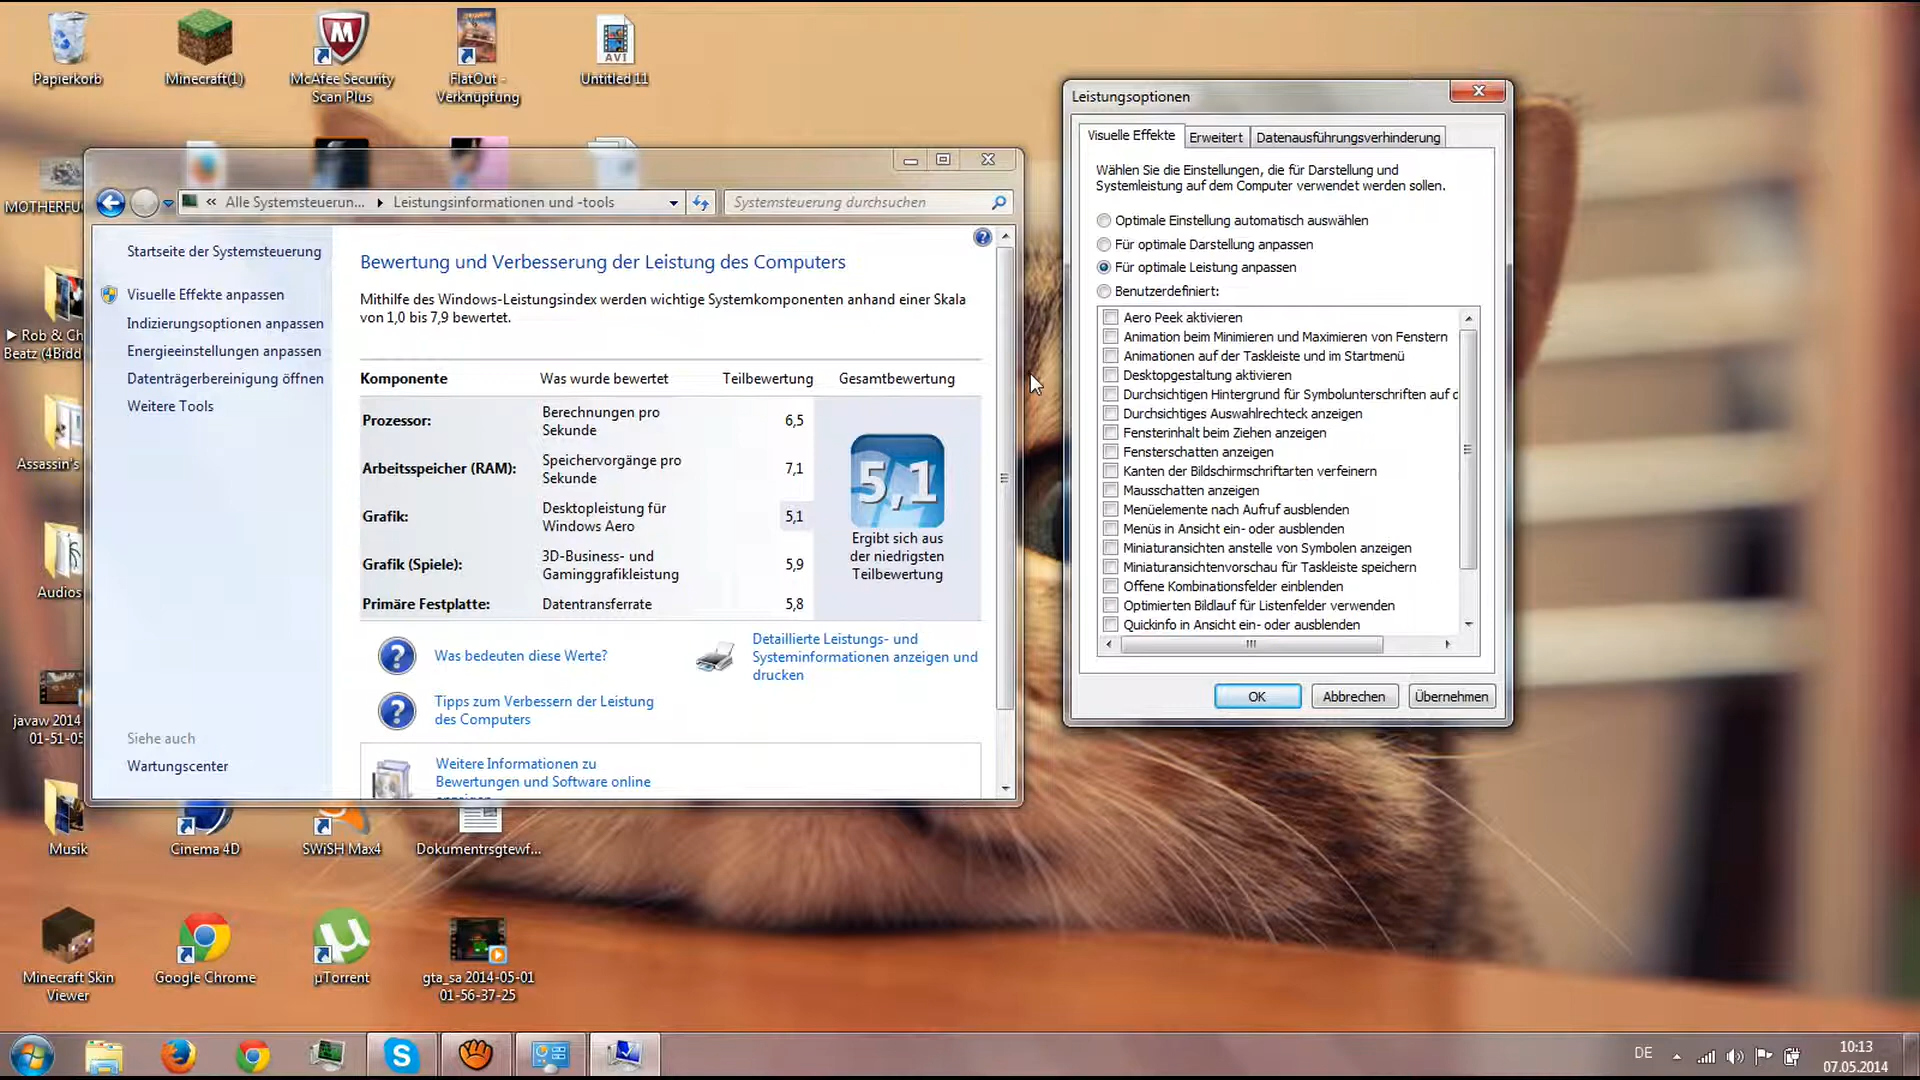 Papierkorb
Minecraft(1)
McAfee Security
Scan Plus
FlatOut -
Verknüpfung
AVI
Untitled 11
MOTHERFU
▶ Rob & Ch
Beatz (4Bidd
Assassin's
Audios
javaw 2014
01-51-05
Musik
Cinema 4D
SWiSH Max4
Dokumentrsgtewf...
Minecraft Skin
Viewer
Google Chrome
µTorrent
gta_sa 2014-05-01
01-56-37-25
« Alle Systemsteuerun... ▸ Leistungsinformationen und -tools
Systemsteuerung durchsuchen
Startseite der Systemsteuerung
Visuelle Effekte anpassen
Indizierungsoptionen anpassen
Energieeinstellungen anpassen
Datenträgerbereinigung öffnen
Weitere Tools
Siehe auch
Wartungscenter
Bewertung und Verbesserung der Leistung des Computers
Mithilfe des Windows-Leistungsindex werden wichtige Systemkomponenten anhand einer Skala
von 1,0 bis 7,9 bewertet.
Komponente Was wurde bewertet Teilbewertung Gesamtbewertung
Prozessor: Berechnungen pro
Sekunde 6,5
Arbeitsspeicher (RAM): Speichervorgänge pro
Sekunde 7,1
Grafik: Desktopleistung für
Windows Aero 5,1
Grafik (Spiele): 3D-Business- und
Gaminggrafikleistung 5,9
Primäre Festplatte: Datentransferrate 5,8
5,1
Ergibt sich aus
der niedrigsten
Teilbewertung
Was bedeuten diese Werte?
Detaillierte Leistungs- und
Systeminformationen anzeigen und
drucken
Tipps zum Verbessern der Leistung
des Computers
Weitere Informationen zu
Bewertungen und Software online
Leistungsoptionen
Visuelle Effekte Erweitert Datenausführungsverhinderung
Wählen Sie die Einstellungen, die für Darstellung und
Systemleistung auf dem Computer verwendet werden sollen.
Optimale Einstellung automatisch auswählen
Für optimale Darstellung anpassen
Für optimale Leistung anpassen
Benutzerdefiniert:
Aero Peek aktivieren
Animation beim Minimieren und Maximieren von Fenstern
Animationen auf der Taskleiste und im Startmenü
Desktopgestaltung aktivieren
Durchsichtigen Hintergrund für Symbolunterschriften auf d
Durchsichtiges Auswahlrechteck anzeigen
Fensterinhalt beim Ziehen anzeigen
Fensterschatten anzeigen
Kanten der Bildschirmschriftarten verfeinern
Mausschatten anzeigen
Menüelemente nach Aufruf ausblenden
Menüs in Ansicht ein- oder ausblenden
Miniaturansichten anstelle von Symbolen anzeigen
Miniaturansichtenvorschau für Taskleiste speichern
Offene Kombinationsfelder einblenden
Optimierten Bildlauf für Listenfelder verwenden
Quickinfo in Ansicht ein- oder ausblenden
OK Abbrechen Übernehmen
DE
10:13
07.05.2014